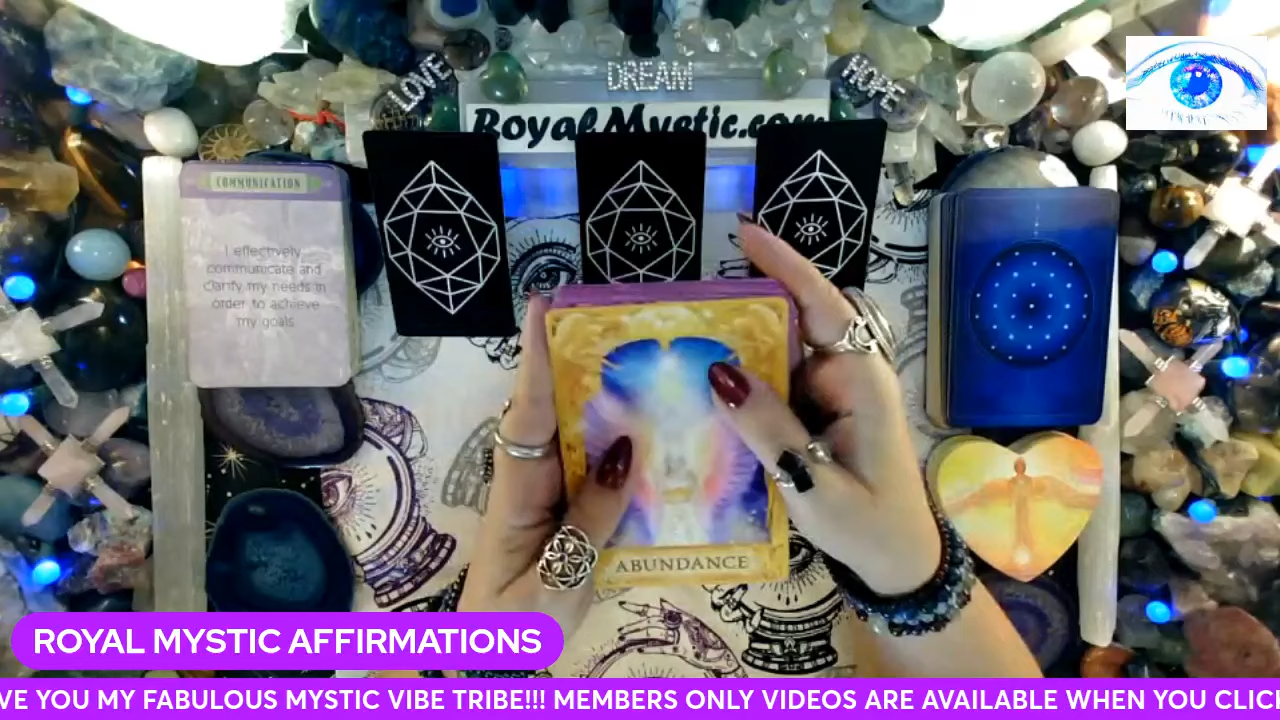 LOVE
DREAM
HOPE
RoyalMystic.com
COMMUNICATION
I effectively
communicate and
clarify my needs in
order to achieve
my goals
ABUNDANCE
ROYAL MYSTIC AFFIRMATIONS
VE YOU MY FABULOUS MYSTIC VIBE TRIBE!!! MEMBERS ONLY VIDEOS ARE AVAILABLE WHEN YOU CLICK